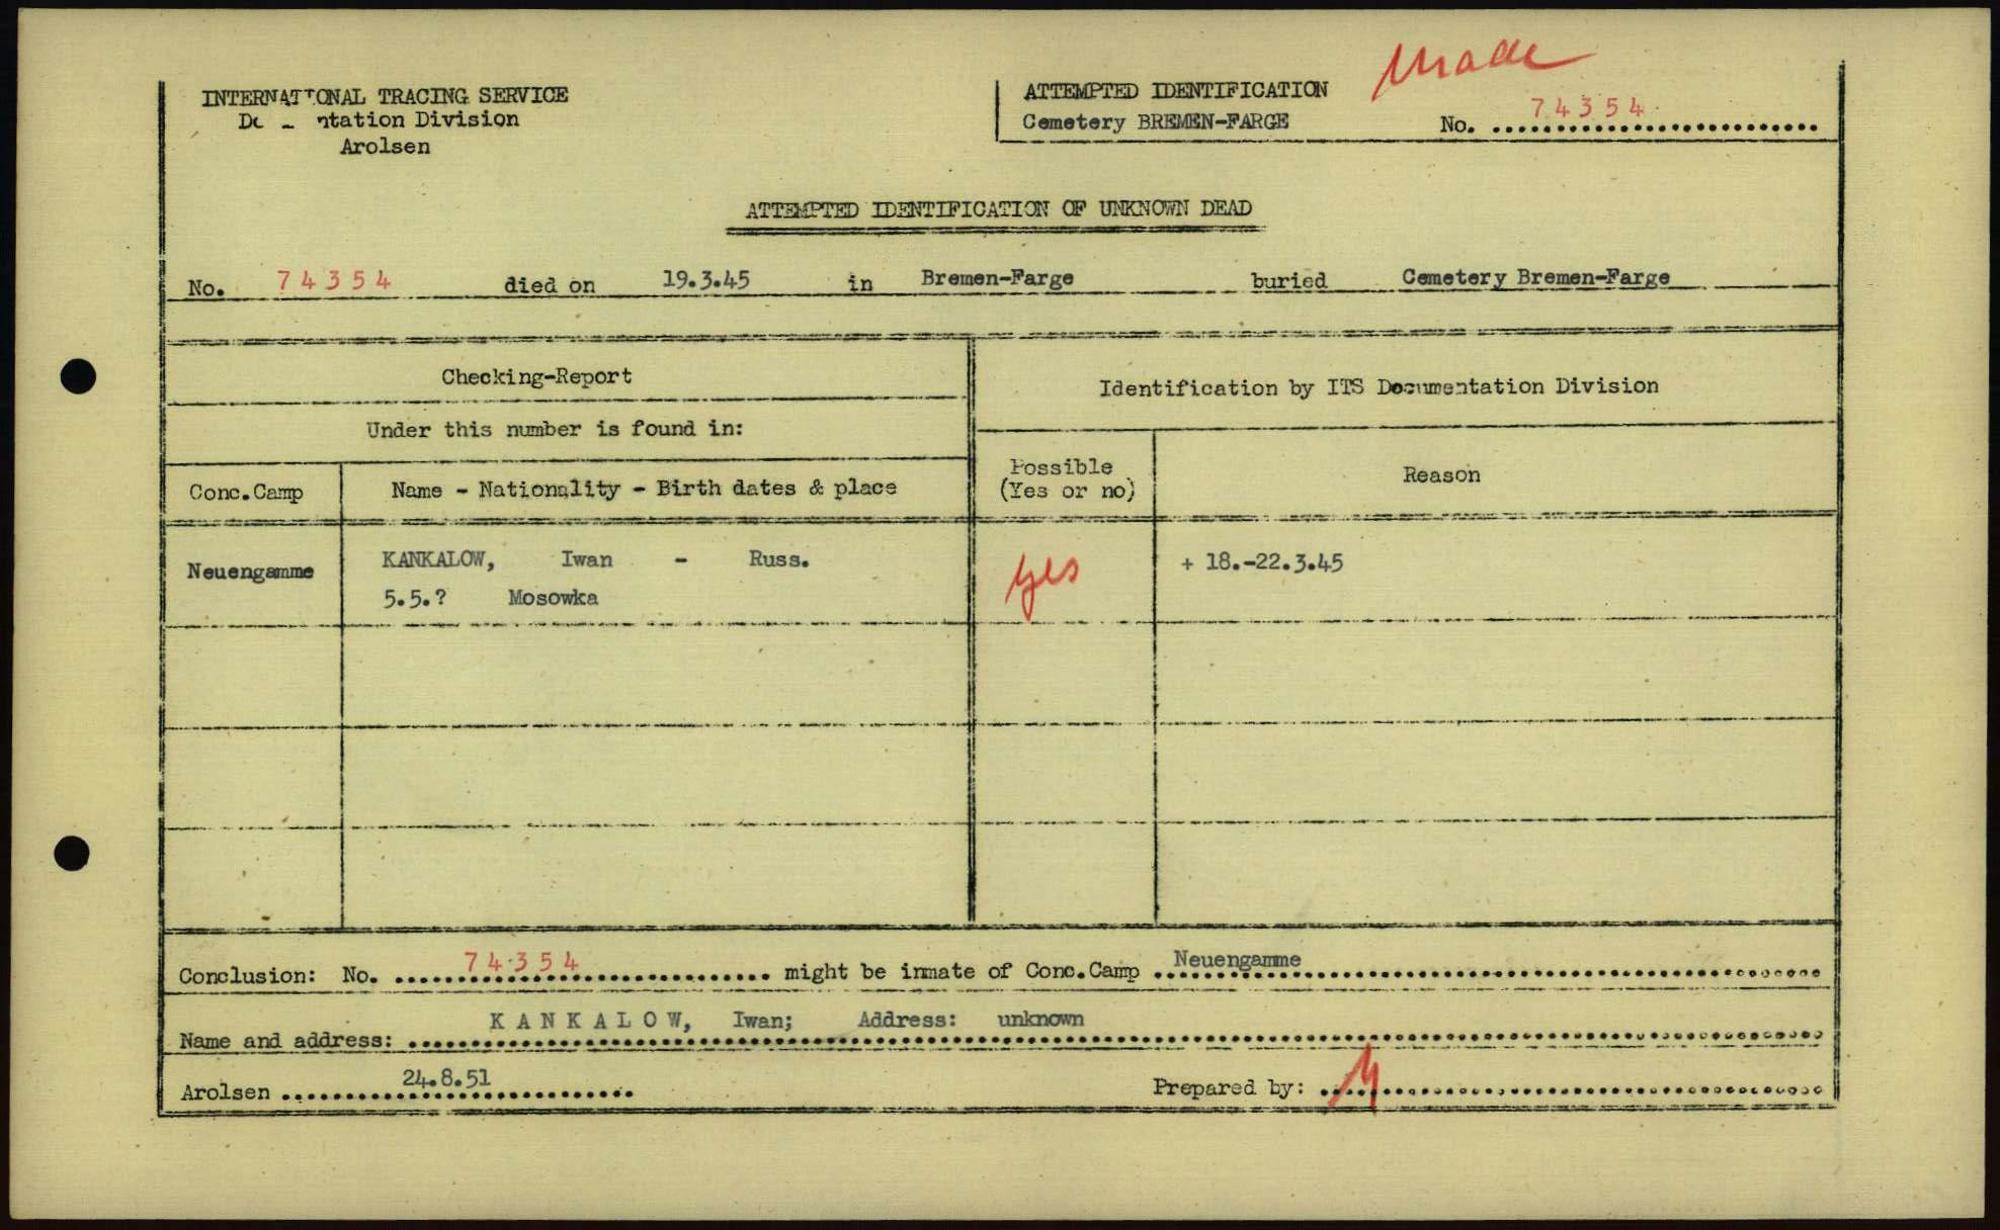 INTERNATIONAL TRACING SERVICE
Documentation Division
Arolsen
made
ATTEMPTED IDENTIFICATION
Cemetery BREMEN-FARGE
No. 74354
ATTEMPTED IDENTIFICATION OF UNKNOWN DEAD
No. 74354 died on 19.3.45 in Bremen-Farge buried Cemetery Bremen-Farge
Checking-Report
Under this number is found in:
Conc.Camp
Name - Nationality - Birth dates & place
Identification by ITS Documentation Division
Possible
(Yes or no)
Reason
Neuengamme
KANKALOW, Iwan - Russ.
5.5.? Mosowka
yes
+ 18.-22.3.45
Conclusion: No. 74354 might be inmate of Conc.Camp Neuengamme
Name and address: KANKALOW, Iwan; Address: unknown
Arolsen 24.8.51
Prepared by: